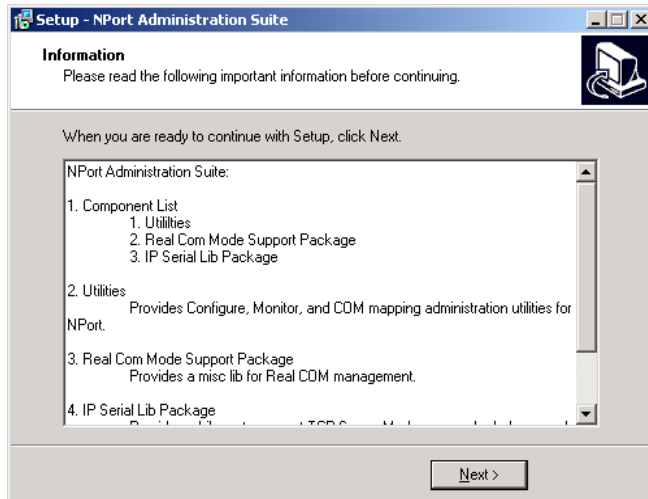 Setup - NPort Administration Suite
Information
Please read the following important information before continuing.
When you are ready to continue with Setup, click Next.
NPort Administration Suite:
1. Component List
1. Utililties
2. Real Com Mode Support Package
3. IP Serial Lib Package
2. Utilities
Provides Configure, Monitor, and COM mapping administration utilities for
NPort.
3. Real Com Mode Support Package
Provides a misc lib for Real COM management.
4. IP Serial Lib Package
Next >